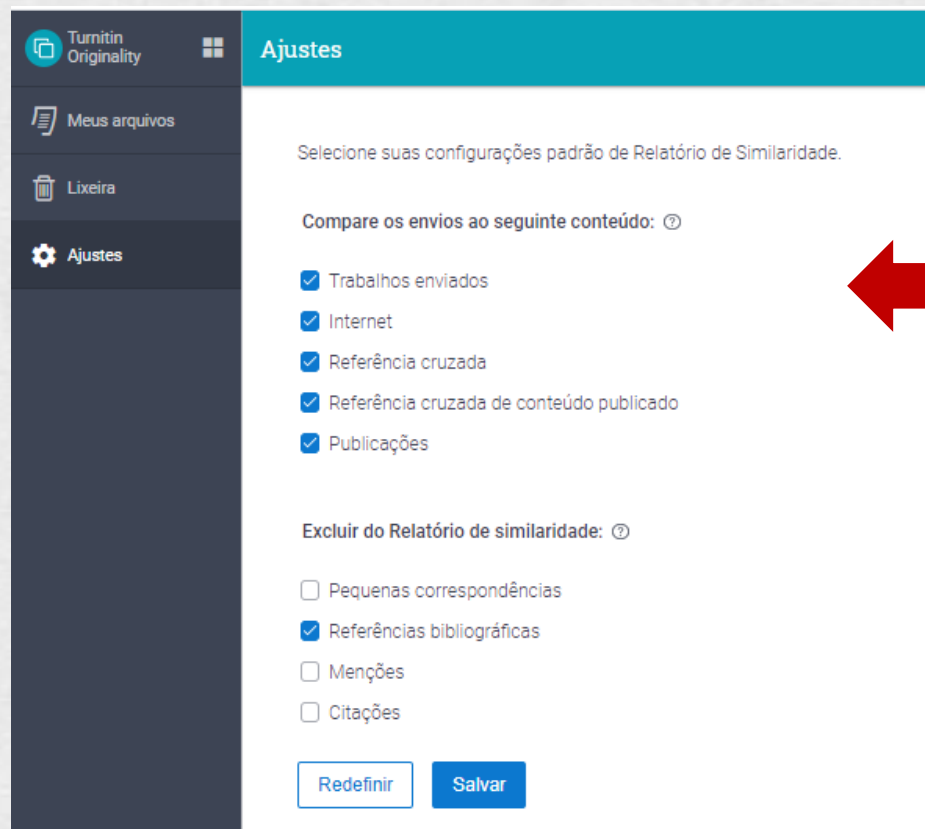 Turnitin
Originality
Meus arquivos
Lixeira
Ajustes
Ajustes
Selecione suas configurações padrão de Relatório de Similaridade.
Compare os envios ao seguinte conteúdo: ?
Trabalhos enviados
Internet
Referência cruzada
Referência cruzada de conteúdo publicado
Publicações
Excluir do Relatório de similaridade: ?
Pequenas correspondências
Referências bibliográficas
Menções
Citações
Redefinir
Salvar